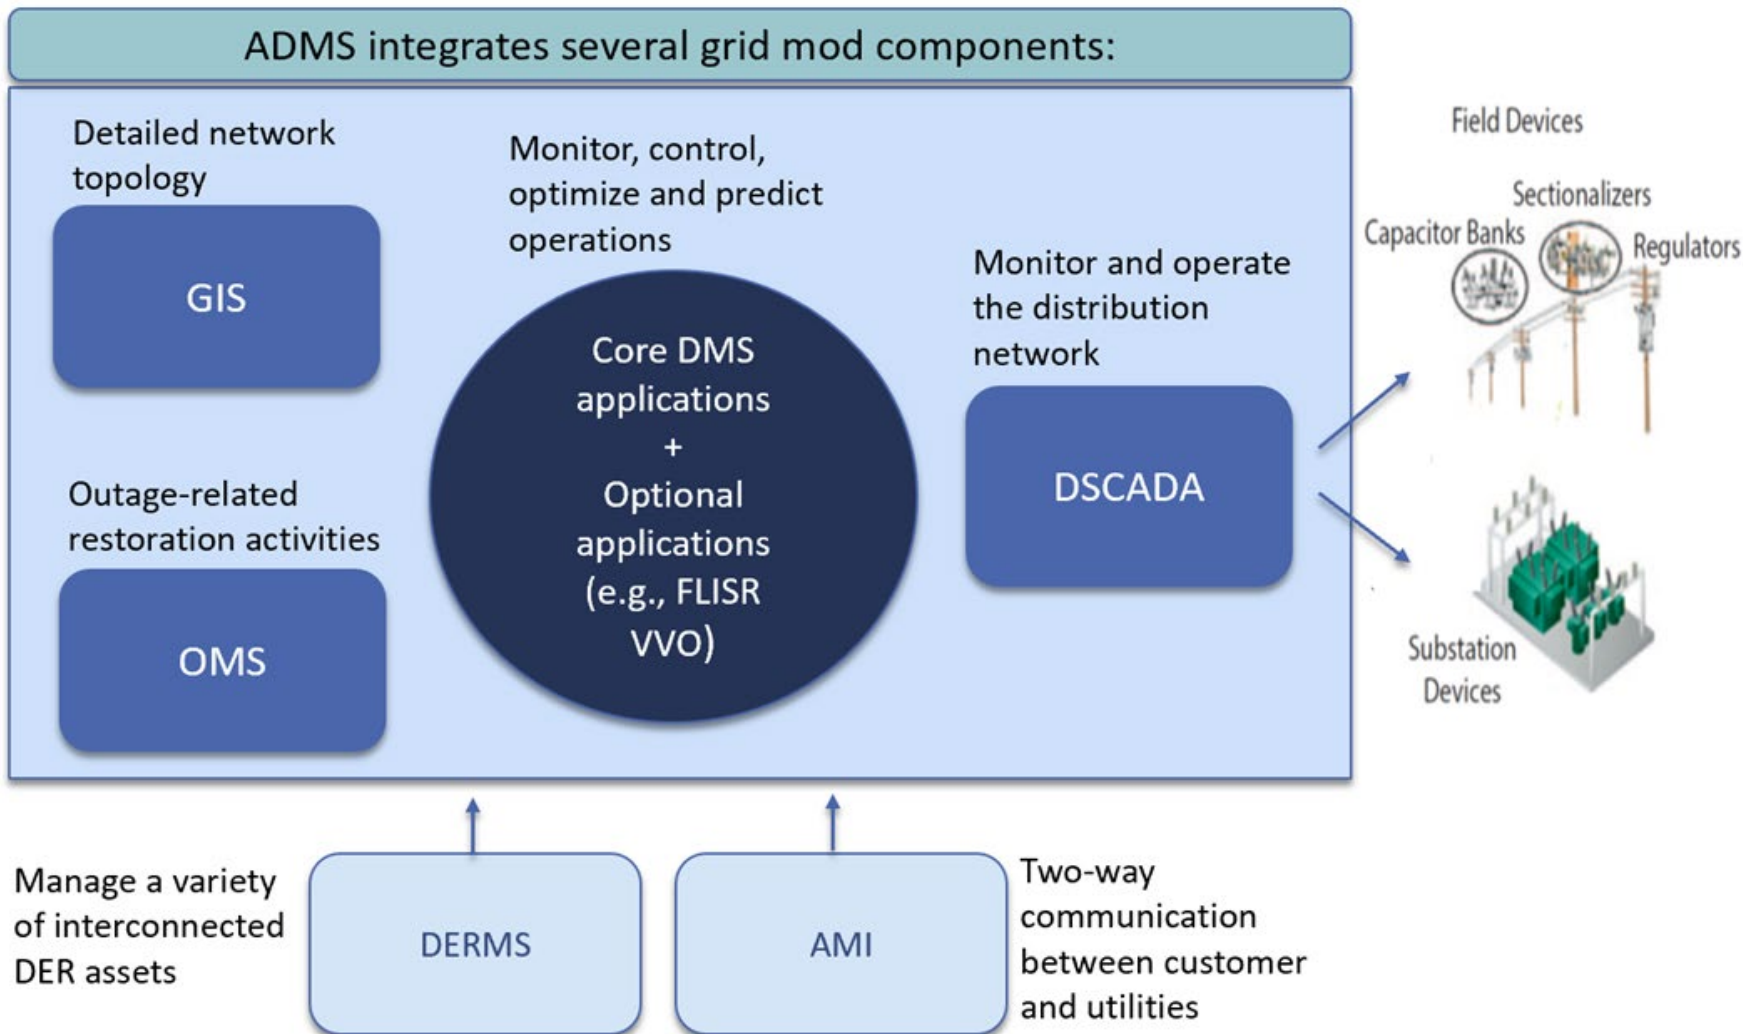 ADMS integrates several grid mod components:
Detailed network
topology
GIS
Outage-related
restoration activities
OMS
Monitor, control,
optimize and predict
operations
Core DMS
applications
+
Optional
applications
(e.g., FLISR
VVO)
Monitor and operate
the distribution
network
DSCADA
Field Devices
Sectionalizers
Capacitor Banks
Regulators
Substation
Devices
Manage a variety
of interconnected
DER assets
DERMS
AMI
Two-way
communication
between customer
and utilities